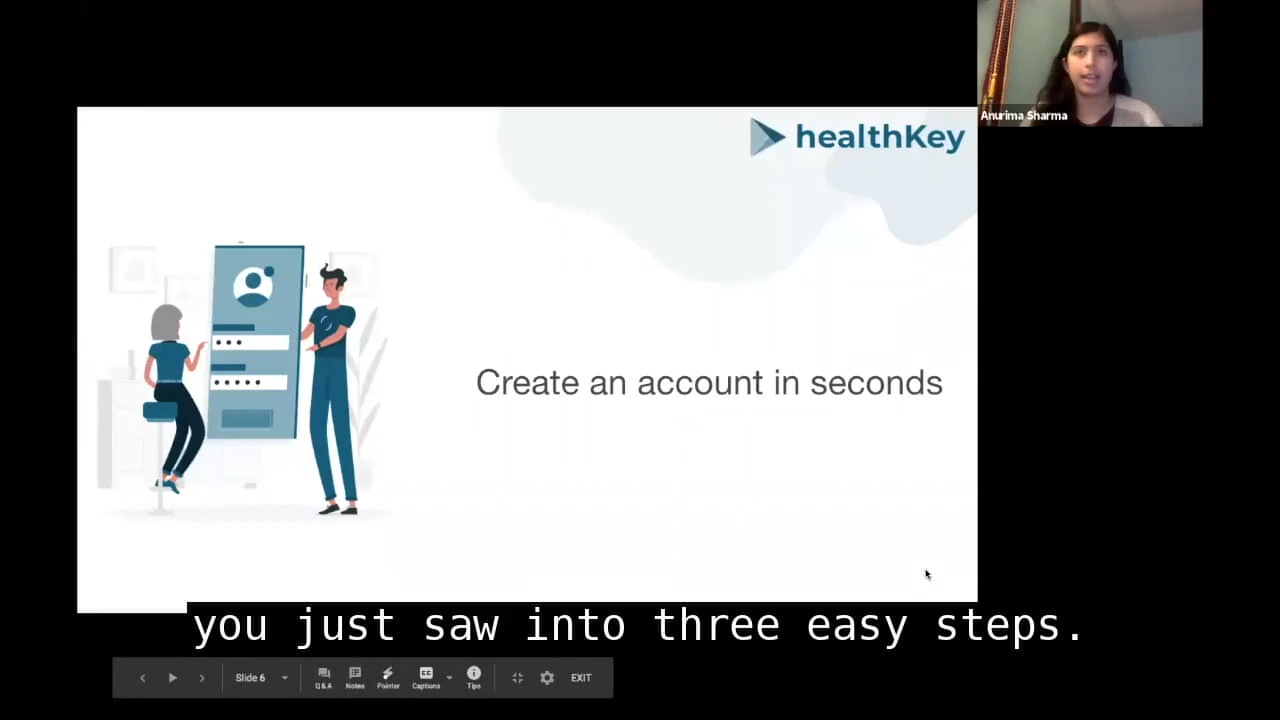 healthKey
Anurima Sharma
Create an account in seconds
you just saw into three easy steps.
Slide 6
Q&A
Notes
Pointer
CC
Captions
Tips
EXIT